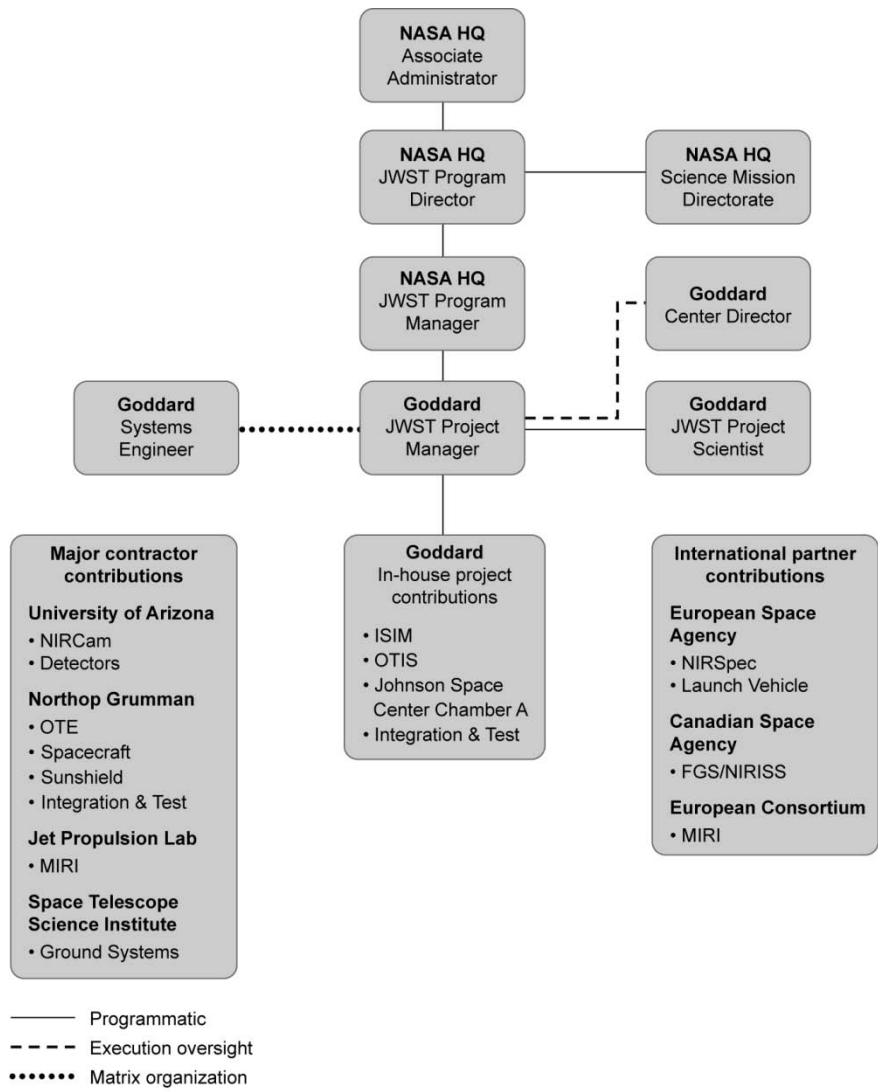 NASA HQ
Associate
Administrator
NASA HQ
JWST Program
Director
NASA HQ
Science Mission
Directorate
NASA HQ
JWST Program
Manager
Goddard
Center Director
Goddard
Systems
Engineer
Goddard
JWST Project
Manager
Goddard
JWST Project
Scientist
Major contractor
contributions
University of Arizona
• NIRCam
• Detectors
Northop Grumman
• OTE
• Spacecraft
• Sunshield
• Integration & Test
Jet Propulsion Lab
• MIRI
Space Telescope
Science Institute
• Ground Systems
Goddard
In-house project
contributions
• ISIM
• OTIS
• Johnson Space
Center Chamber A
• Integration & Test
International partner
contributions
European Space
Agency
• NIRSpec
• Launch Vehicle
Canadian Space
Agency
• FGS/NIRISS
European Consortium
• MIRI
Programmatic
Execution oversight
Matrix organization